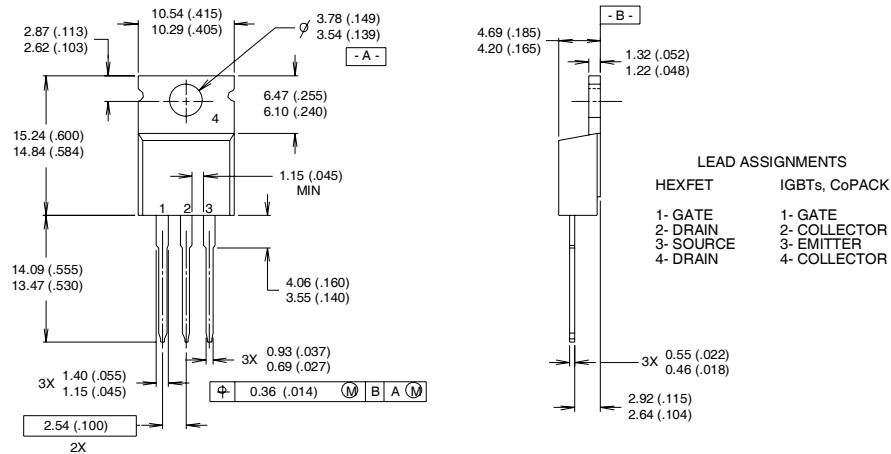 10.54 (.415)
10.29 (.405)
2.87 (.113)
2.62 (.103)
ø 3.78 (.149)
3.54 (.139)
- A -
4
6.47 (.255)
6.10 (.240)
15.24 (.600)
14.84 (.584)
1.15 (.045)
MIN
1 2 3
14.09 (.555)
13.47 (.530)
4.06 (.160)
3.55 (.140)
3X 0.93 (.037)
0.69 (.027)
3X 1.40 (.055)
1.15 (.045)
⌖ 0.36 (.014) Ⓜ B A Ⓜ
2.54 (.100)
2X
- B -
4.69 (.185)
4.20 (.165)
1.32 (.052)
1.22 (.048)
3X 0.55 (.022)
0.46 (.018)
2.92 (.115)
2.64 (.104)
LEAD ASSIGNMENTS
HEXFET
1- GATE
2- DRAIN
3- SOURCE
4- DRAIN
IGBTs, CoPACK
1- GATE
2- COLLECTOR
3- EMITTER
4- COLLECTOR